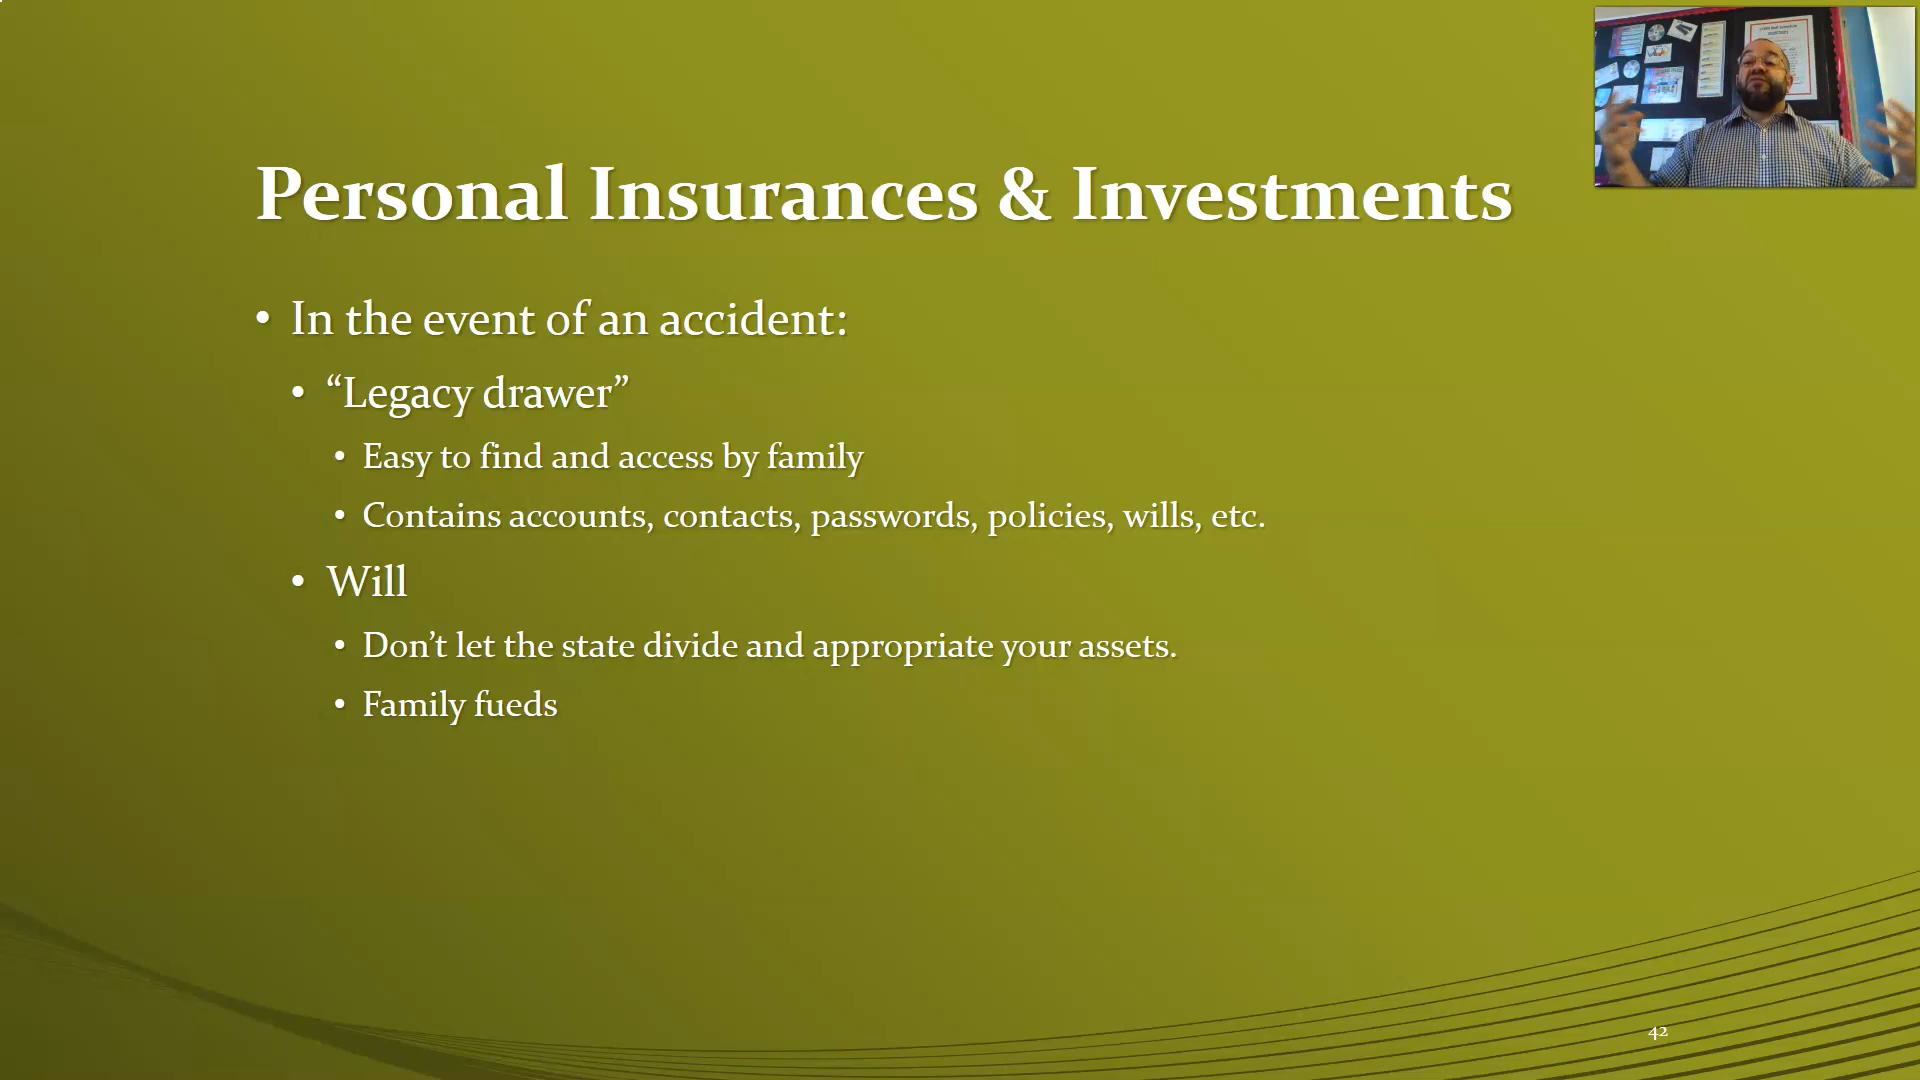 Personal Insurances & Investments
• In the event of an accident:
• “Legacy drawer”
• Easy to find and access by family
• Contains accounts, contacts, passwords, policies, wills, etc.
• Will
• Don’t let the state divide and appropriate your assets.
• Family fueds
42